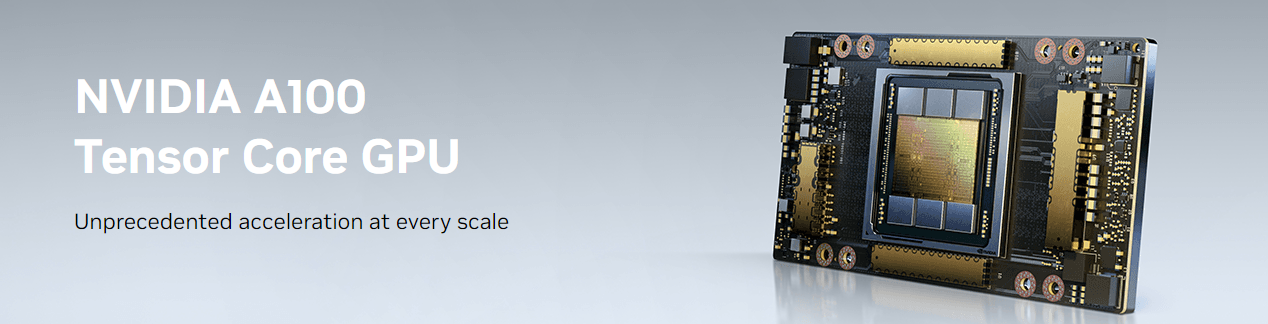 NVIDIA A100
Tensor Core GPU
Unprecedented acceleration at every scale